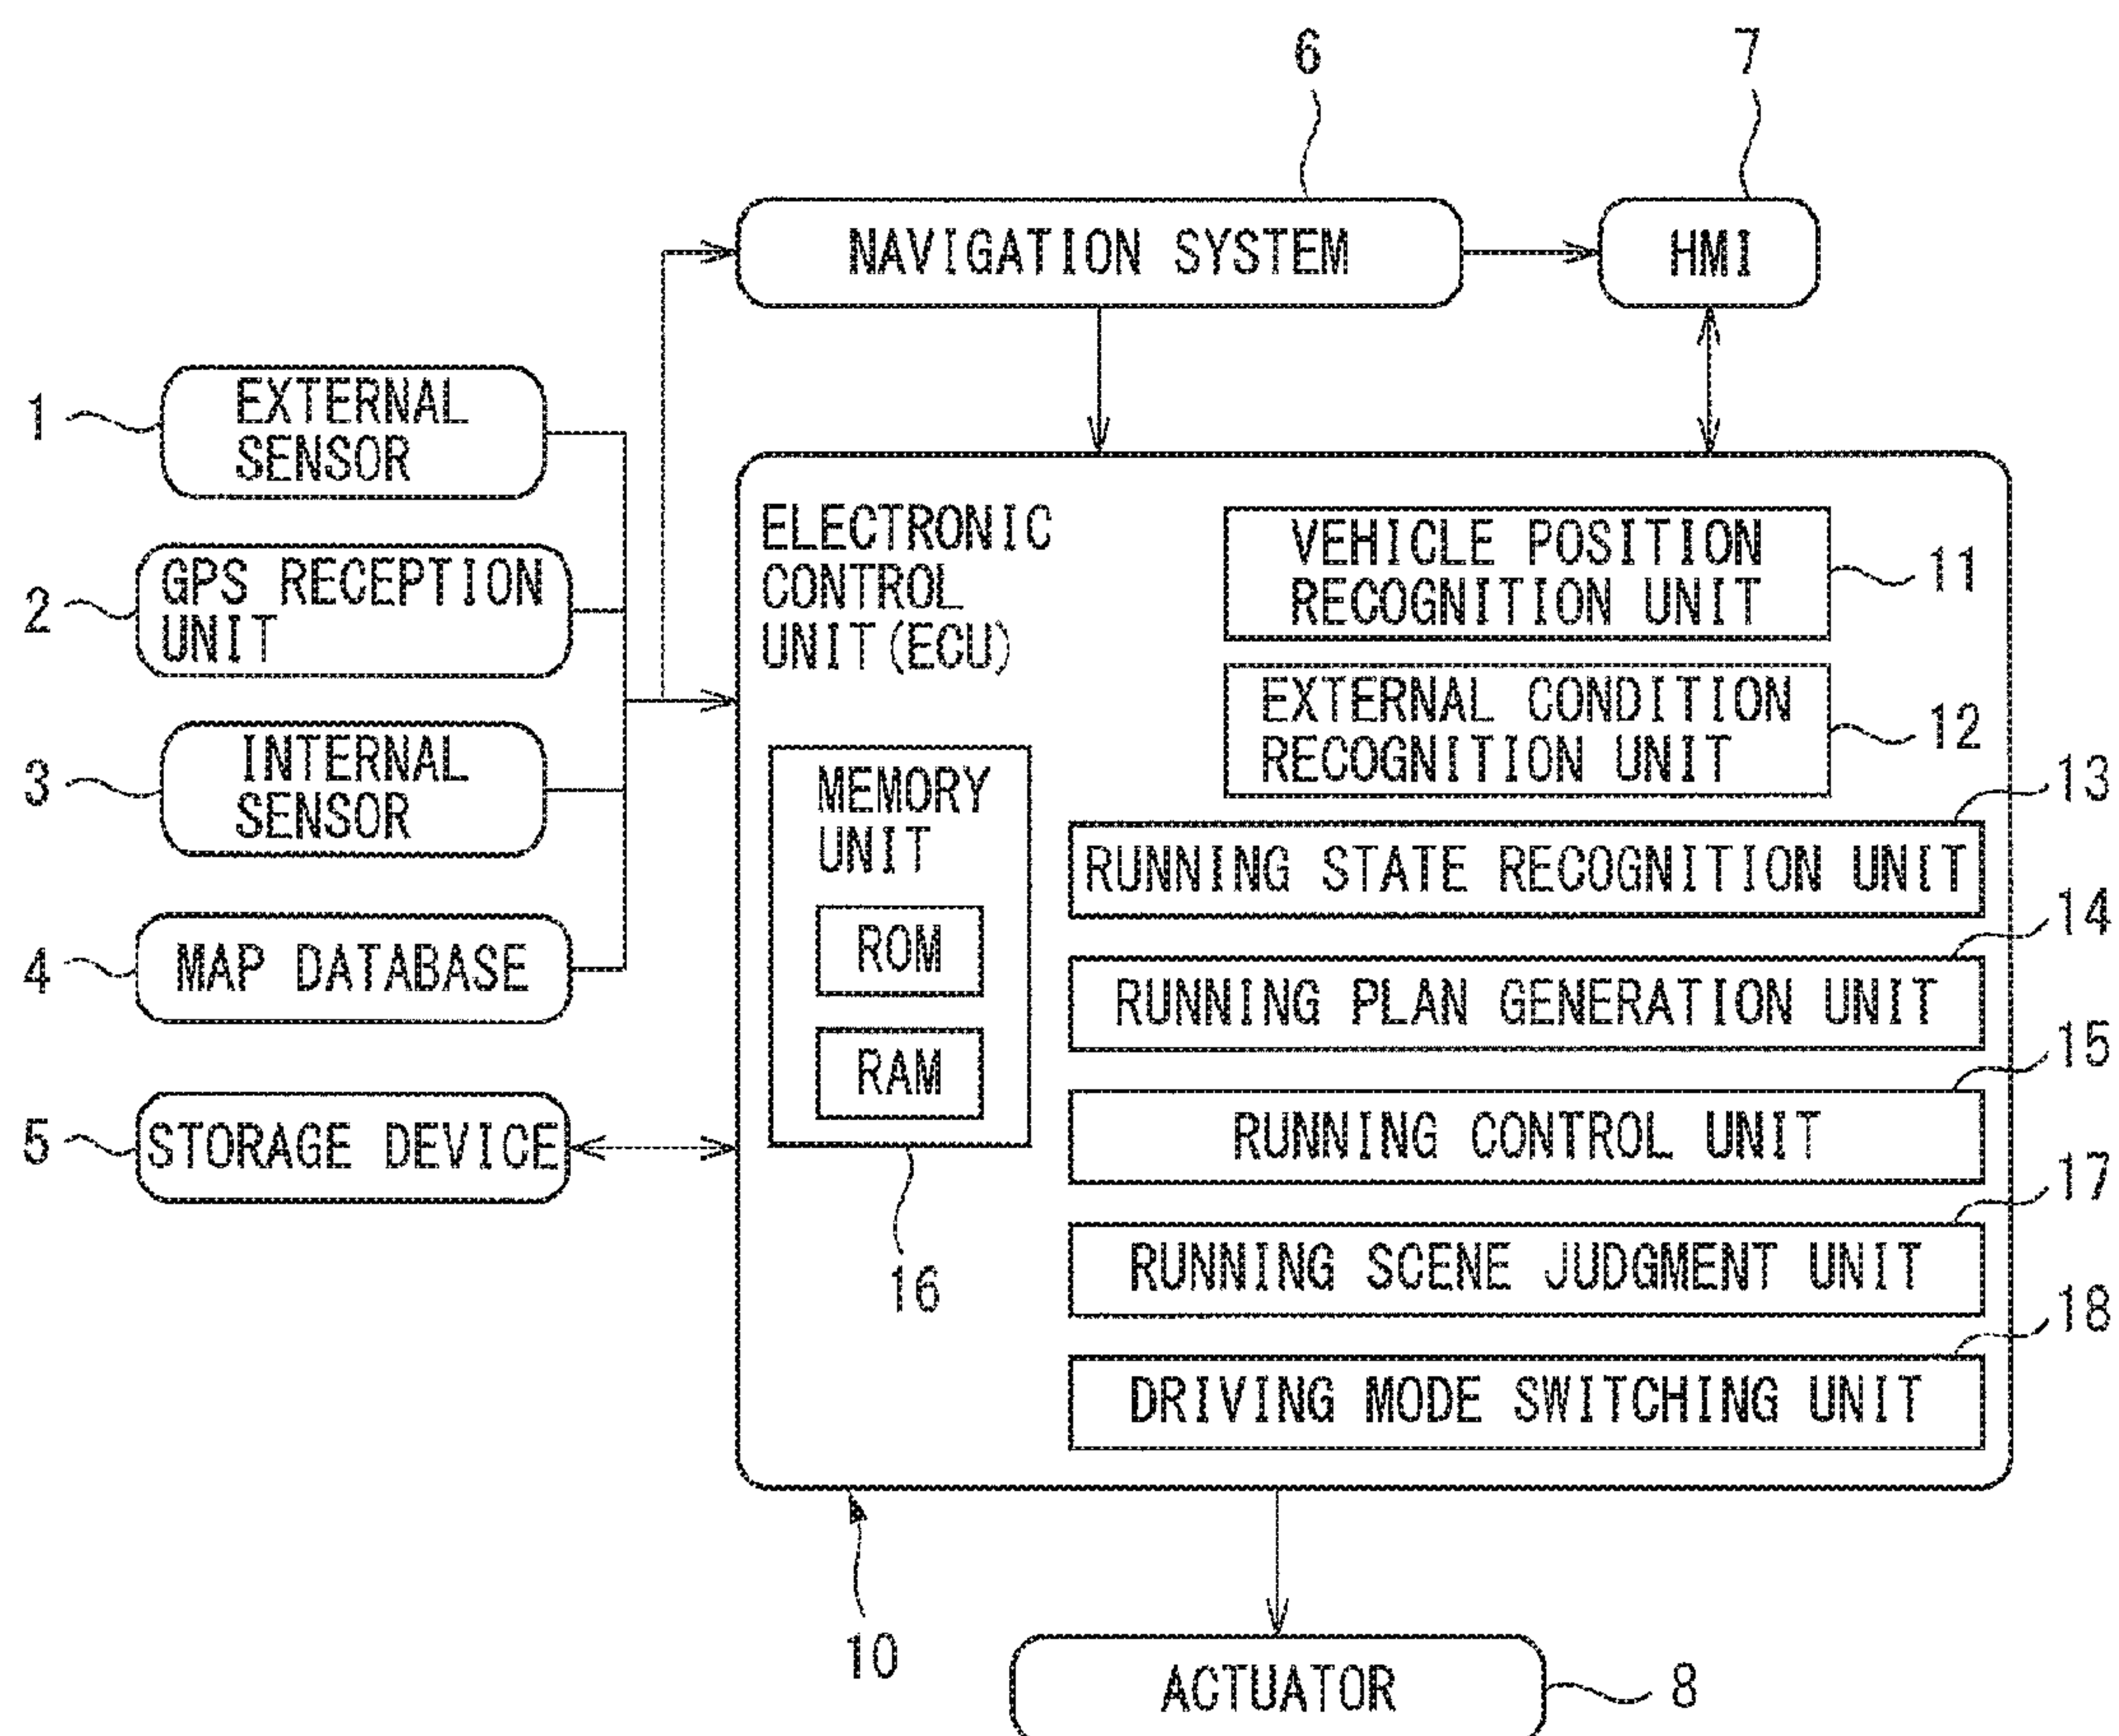 6
7
NAVIGATION SYSTEM
HMI
1
EXTERNAL
SENSOR
2
GPS RECEPTION
UNIT
3
INTERNAL
SENSOR
4
MAP DATABASE
5
STORAGE DEVICE
ELECTRONIC
CONTROL
UNIT(ECU)
MEMORY
UNIT
ROM
RAM
16
VEHICLE POSITION
RECOGNITION UNIT
11
EXTERNAL CONDITION
RECOGNITION UNIT
12
13
RUNNING STATE RECOGNITION UNIT
14
RUNNING PLAN GENERATION UNIT
15
RUNNING CONTROL UNIT
17
RUNNING SCENE JUDGMENT UNIT
18
DRIVING MODE SWITCHING UNIT
10
ACTUATOR
8